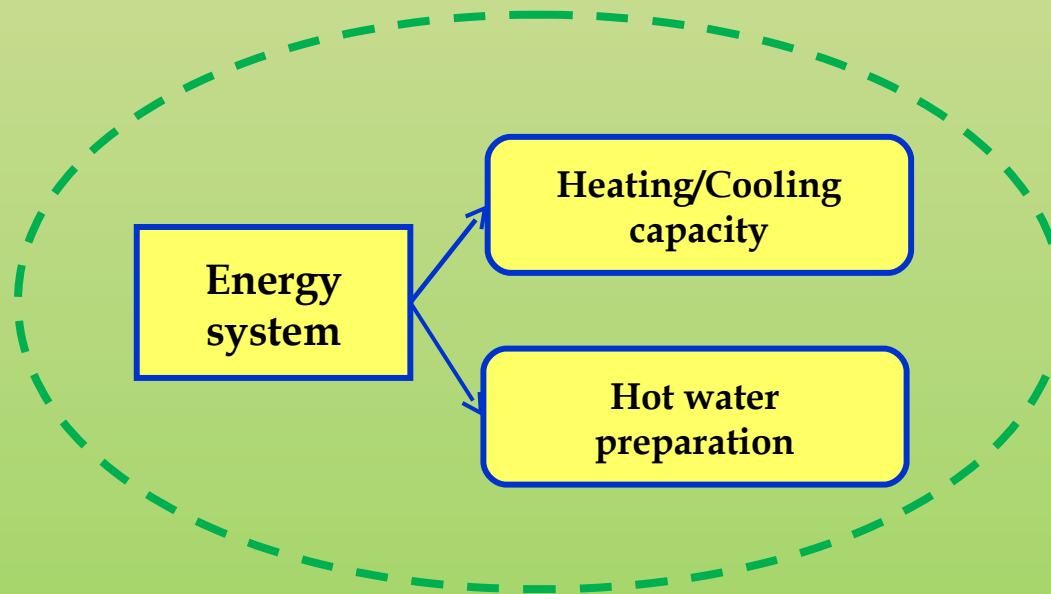 Heating/Cooling
capacity
Energy
system
Hot water
preparation